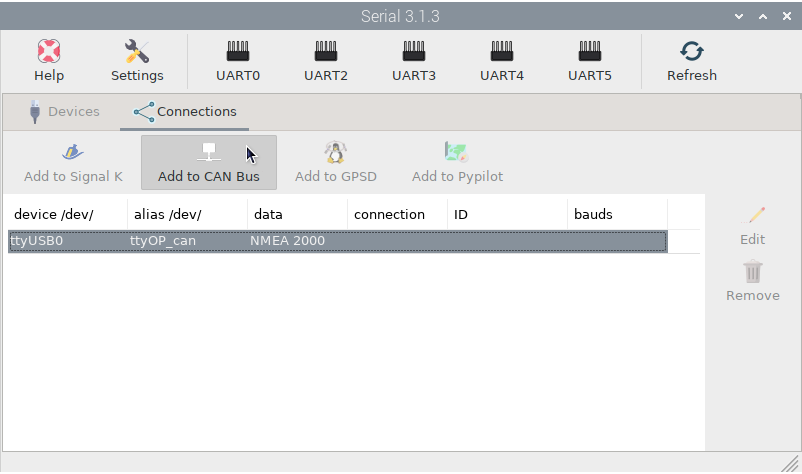 Serial 3.1.3
Help Settings UART0 UART2 UART3 UART4 UART5 Refresh
Devices Connections
Add to Signal K Add to CAN Bus Add to GPSD Add to Pypilot
device /dev/ alias /dev/ data connection ID bauds
ttyUSB0 ttyOP_can NMEA 2000
Edit
Remove